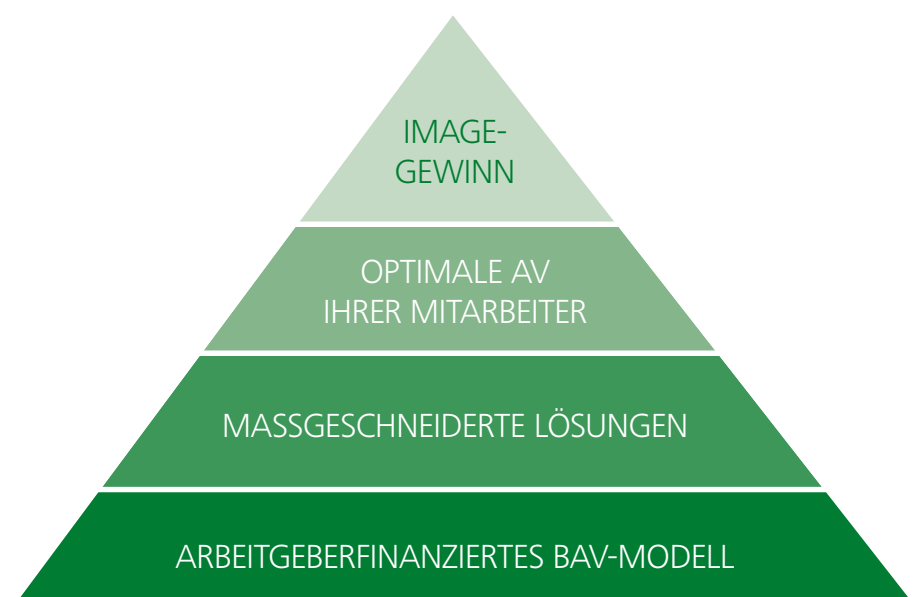 IMAGE-
GEWINN
OPTIMALE AV
IHRER MITARBEITER
MASSGESCHNEIDERTE LÖSUNGEN
ARBEITGEBERFINANZIERTES BAV-MODELL